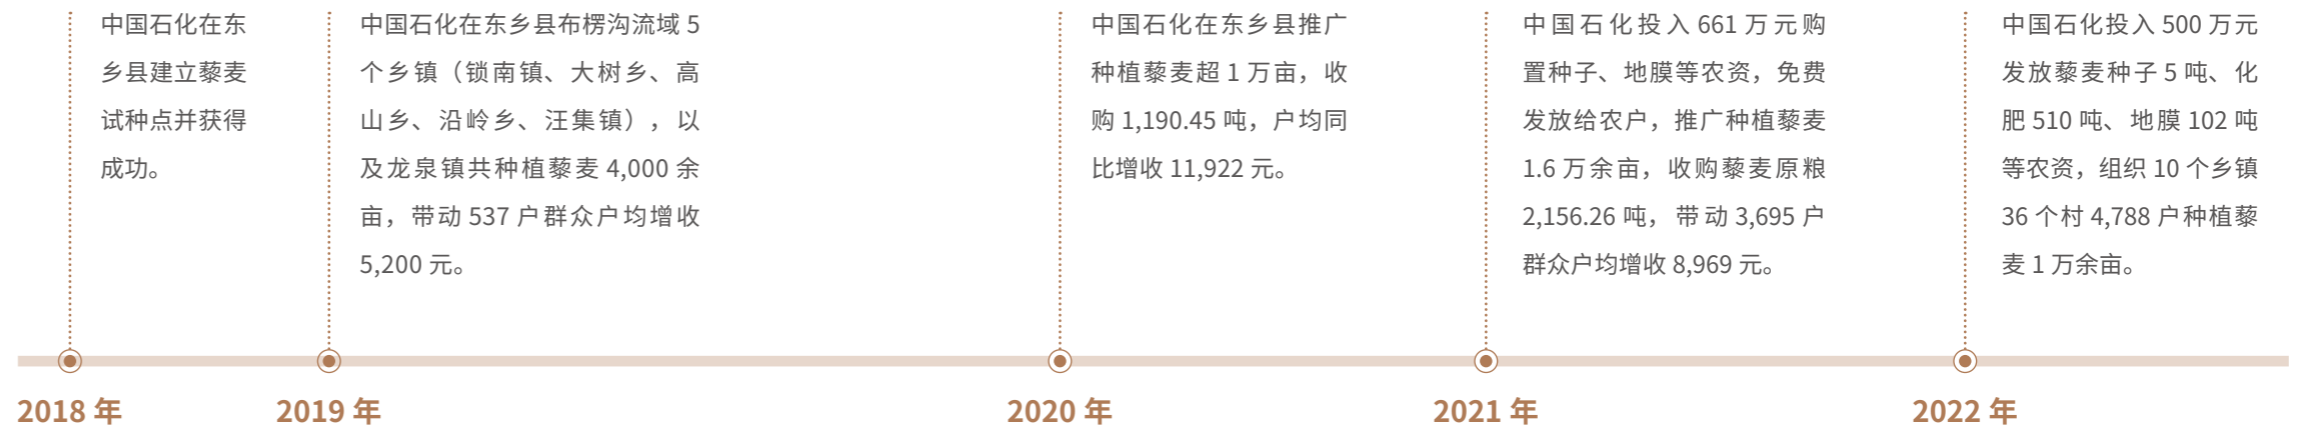 中国石化在东
乡县建立藜麦
试种点并获得
成功。
中国石化在东乡县布楞沟流域 5
个乡镇（锁南镇、大树乡、高
山乡、沿岭乡、汪集镇），以
及龙泉镇共种植藜麦 4,000 余
亩，带动 537 户群众户均增收
5,200 元。
中国石化在东乡县推广
种植藜麦超 1 万亩，收
购 1,190.45 吨，户均同
比增收 11,922 元。
中国石化投入 661 万元购
置种子、地膜等农资，免费
发放给农户，推广种植藜麦
1.6 万余亩，收购藜麦原粮
2,156.26 吨，带动 3,695 户
群众户均增收 8,969 元。
中国石化投入 500 万元
发放藜麦种子 5 吨、化
肥 510 吨、地膜 102 吨
等农资，组织 10 个乡镇
36 个村 4,788 户种植藜
麦 1 万余亩。
2018 年
2019 年
2020 年
2021 年
2022 年